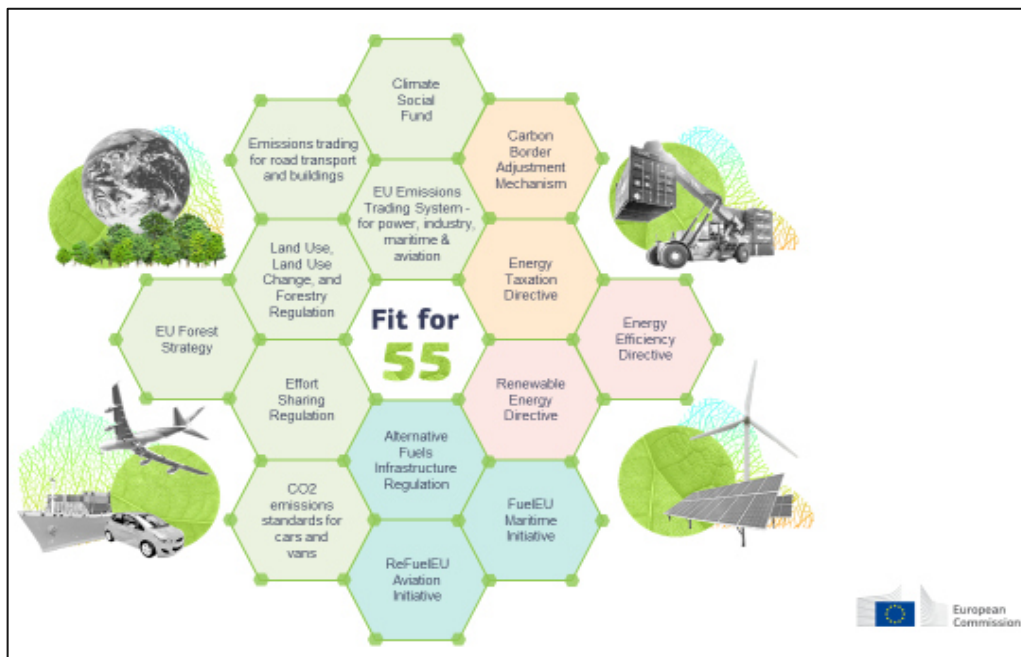 Climate
Social
Fund
Emissions trading
for road transport
and buildings
Carbon
Border
Adjustment
Mechanism
EU Emissions
Trading System -
for power, industry,
maritime &
aviation
Land Use,
Land Use
Change, and
Forestry
Regulation
Energy
Taxation
Directive
EU Forest
Strategy
Fit for
55
Energy
Efficiency
Directive
Effort
Sharing
Regulation
Renewable
Energy
Directive
Alternative
Fuels
Infrastructure
Regulation
CO2
emissions
standards for
cars and
vans
FuelEU
Maritime
Initiative
ReFuelEU
Aviation
Initiative
European
Commission